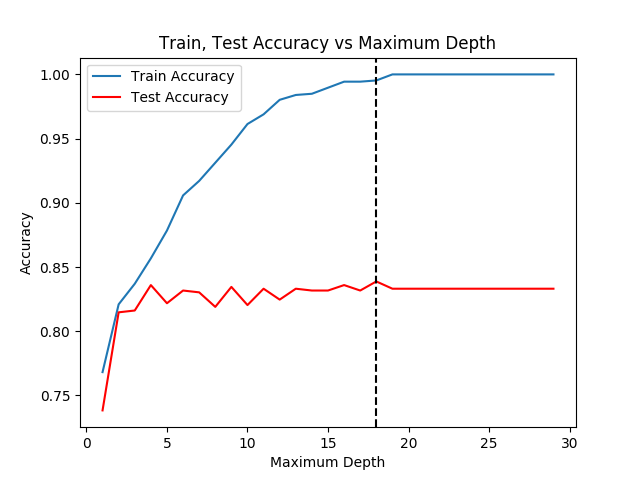 Train, Test Accuracy vs Maximum Depth
Train Accuracy
Test Accuracy
1.00
0.95
0.90
0.85
0.80
0.75
Accuracy
0 5 10 15 20 25 30
Maximum Depth